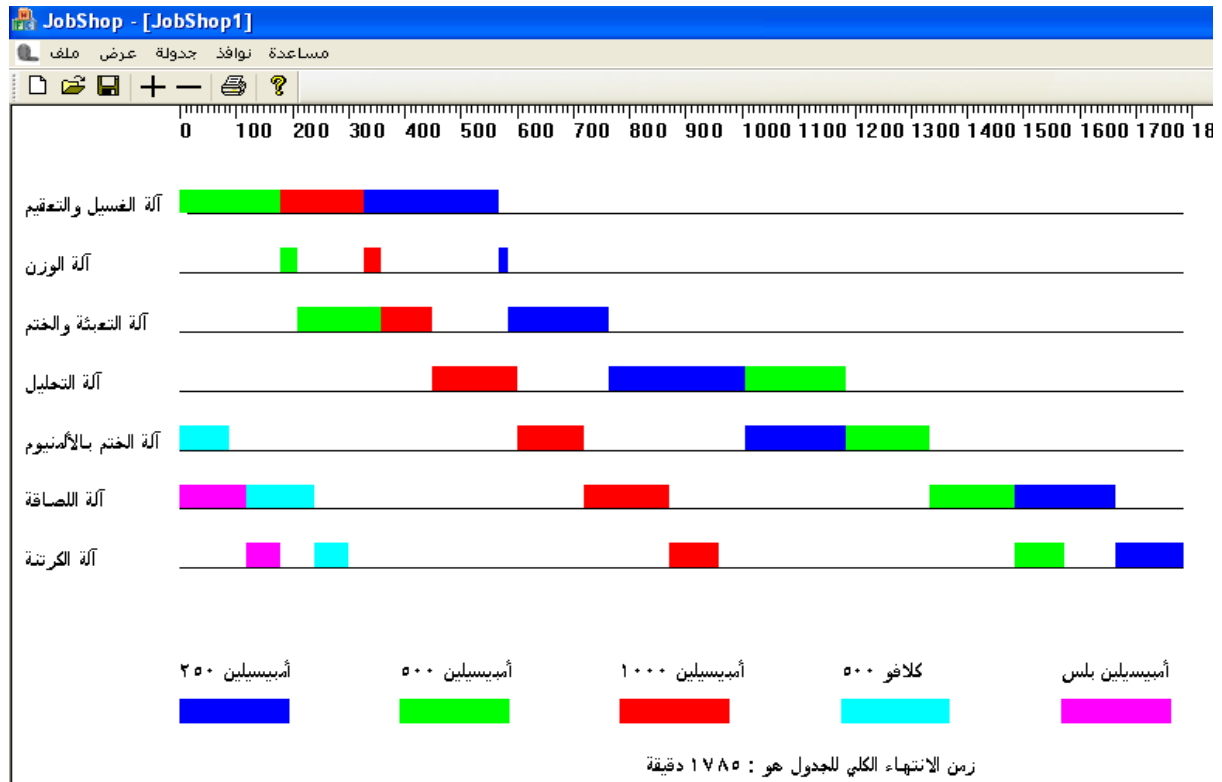 JobShop - [JobShop1]
ملف عرض جدولة نوافذ مساعدة
0 100 200 300 400 500 600 700 800 900 1000 1100 1200 1300 1400 1500 1600 1700 18
آلة الغسيل والتعقيم
آلة الوزن
آلة التعبئة والختم
آلة التحليل
آلة الختم بالألمنيوم
آلة اللصاقة
آلة الكرتنة
أمبيسيلين بلس كلافو ٥٠٠ أمبيسيلين ١٠٠٠ أمبيسيلين ٥٠٠ أمبيسيلين ٢٥٠
زمن الانتهاء الكلي للجدول هو : ١٧٨٥ دقيقة